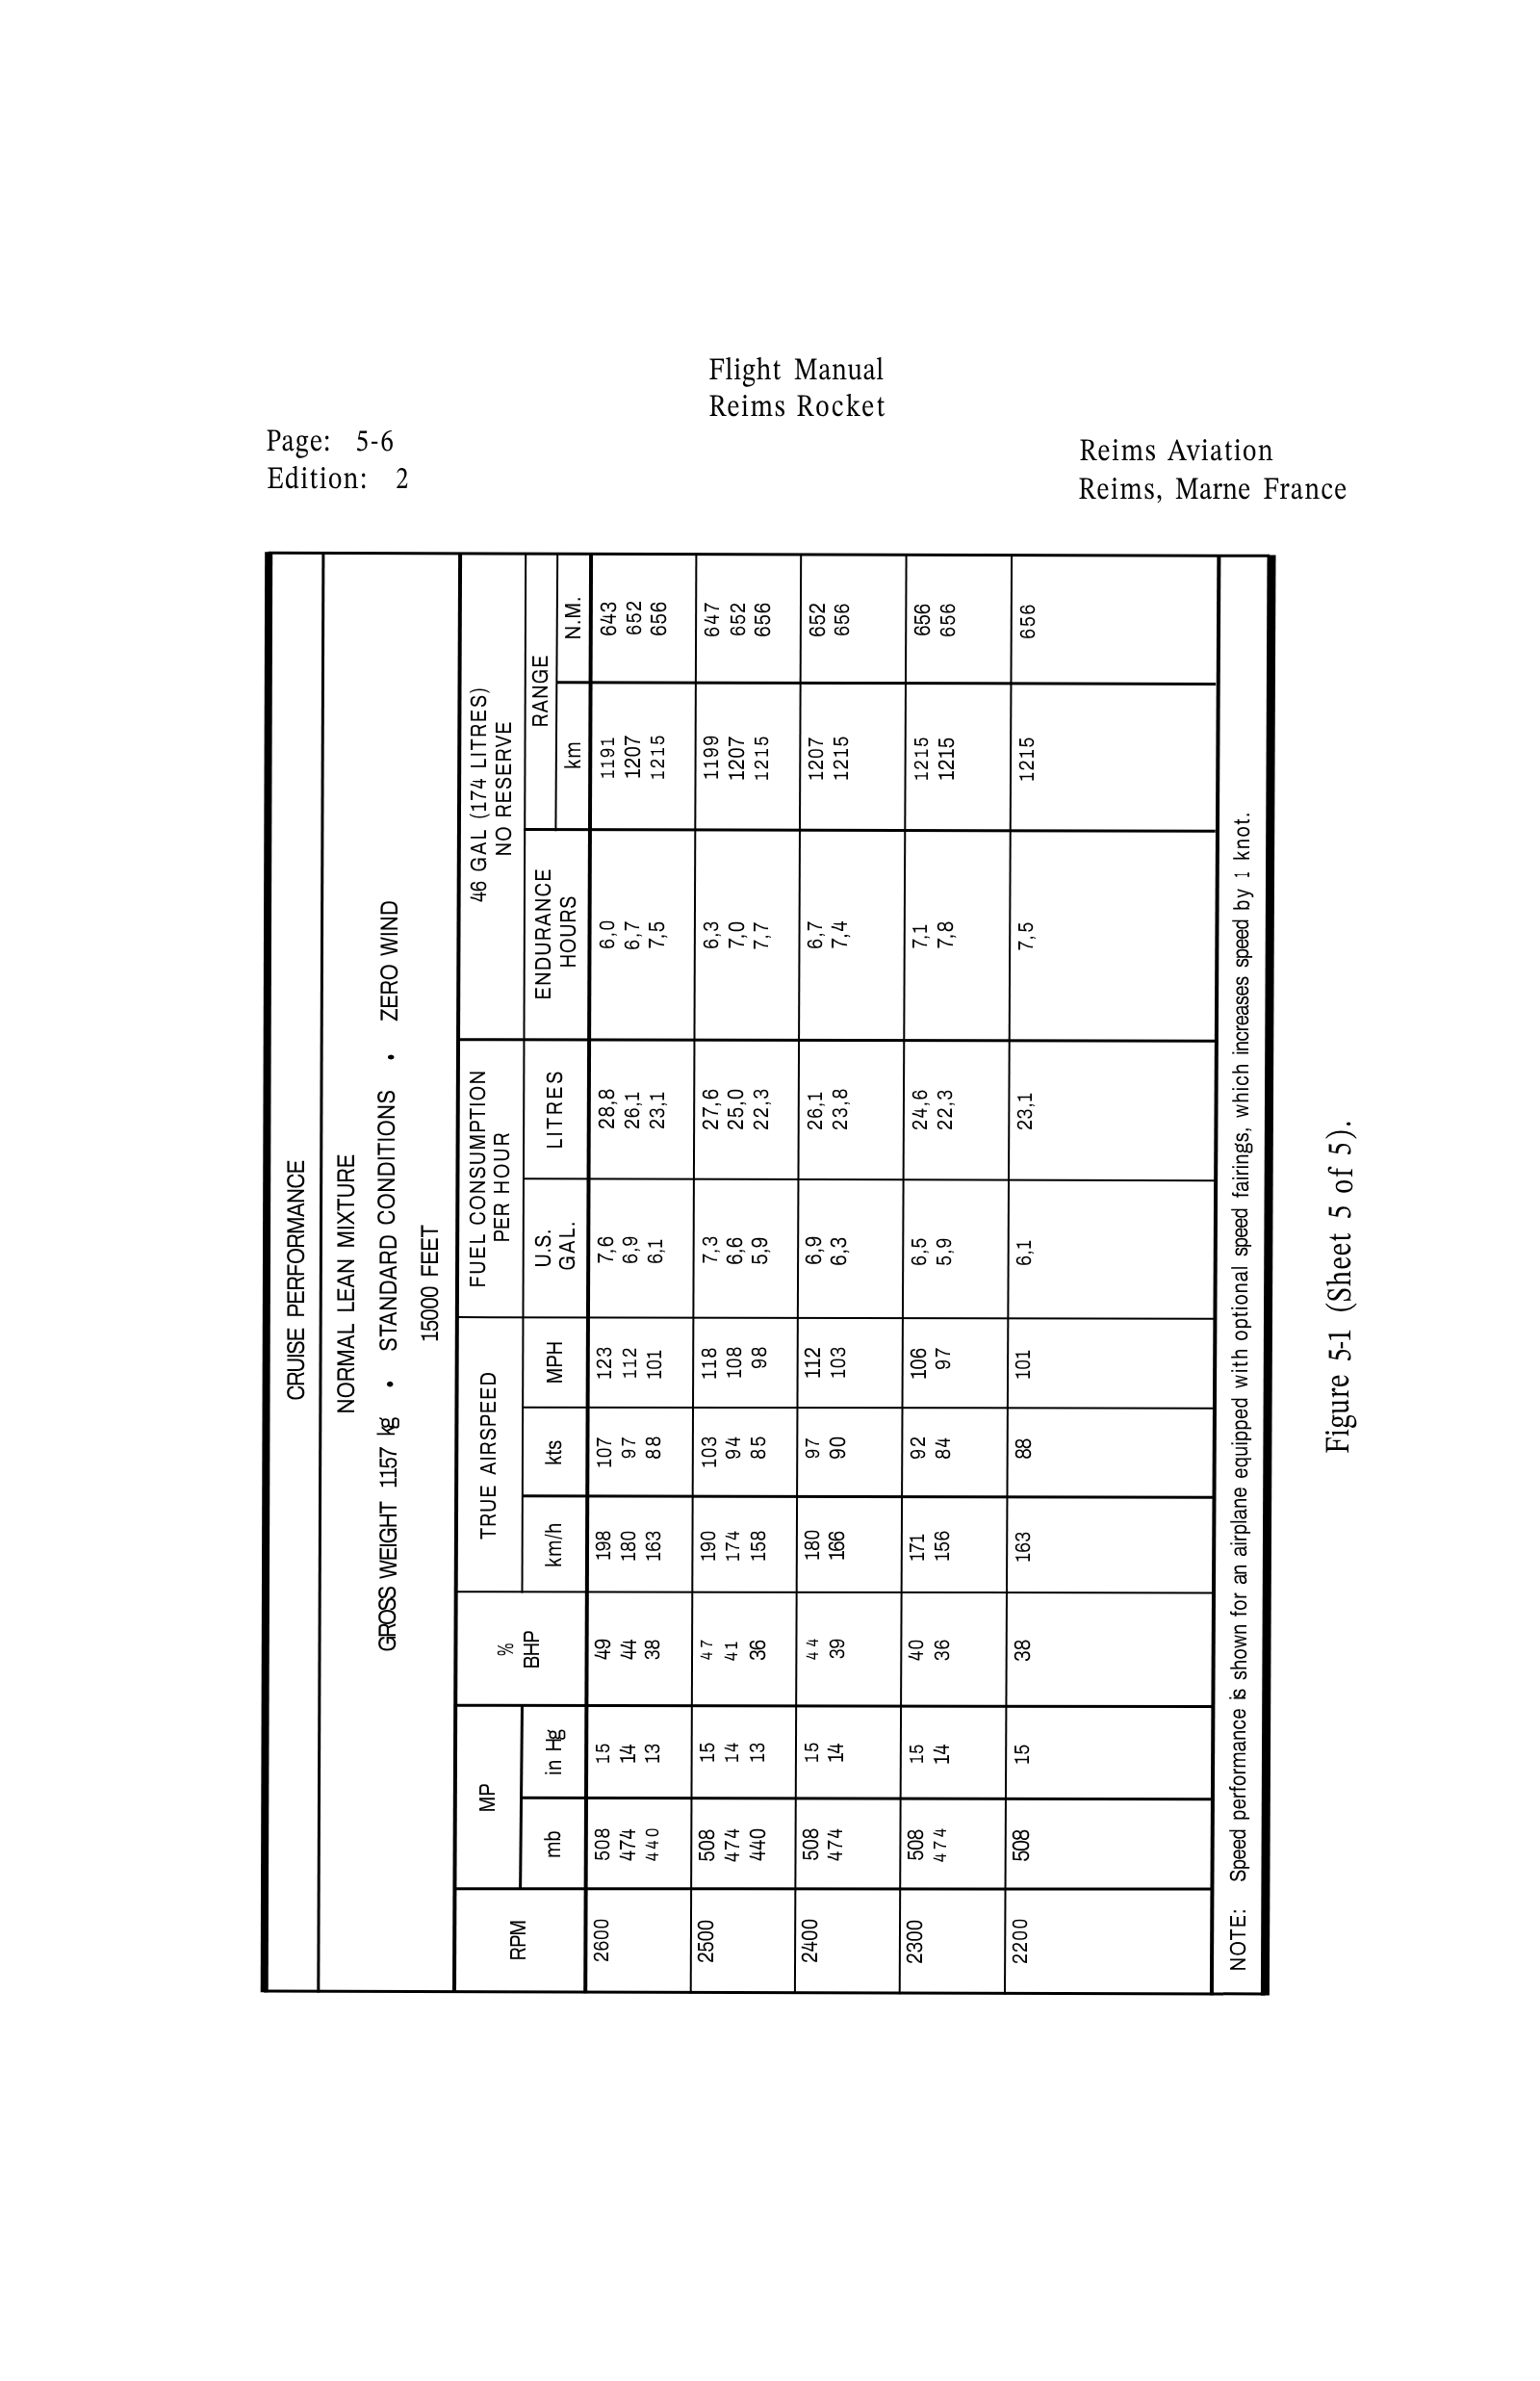 Flight Manual
Reims Rocket
Page: 5-6
Edition: 2
Reims Aviation
Reims, Marne France
CRUISE PERFORMANCE
NORMAL LEAN MIXTURE
GROSS WEIGHT 1157 kg • STANDARD CONDITIONS • ZERO WIND
15000 FEET
RPM MP % BHP TRUE AIRSPEED FUEL CONSUMPTION PER HOUR 46 GAL (174 LITRES) NO RESERVE
mb in Hg km/h kts MPH U.S. GAL. LITRES ENDURANCE HOURS RANGE
km N.M.
2600 508 15 49 198 107 123 7,6 28,8 6,0 1191 643
474 14 44 180 97 112 6,9 26,1 6,7 1207 652
440 13 38 163 88 101 6,1 23,1 7,5 1215 656
2500 508 15 47 190 103 118 7,3 27,6 6,3 1199 647
474 14 41 174 94 108 6,6 25,0 7,0 1207 652
440 13 36 158 85 98 5,9 22,3 7,7 1215 656
2400 508 15 44 180 97 112 6,9 26,1 6,7 1207 652
474 14 39 166 90 103 6,3 23,8 7,4 1215 656
2300 508 15 40 171 92 106 6,5 24,6 7,1 1215 656
474 14 36 156 84 97 5,9 22,3 7,8 1215 656
2200 508 15 38 163 88 101 6,1 23,1 7,5 1215 656
NOTE: Speed performance is shown for an airplane equipped with optional speed fairings, which increases speed by 1 knot.
Figure 5-1 (Sheet 5 of 5).